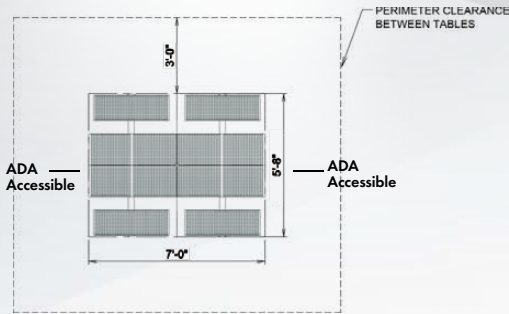 PERIMETER CLEARANCE
BETWEEN TABLES
3'-0"
ADA
Accessible
5'-8"
ADA
Accessible
7'-0"